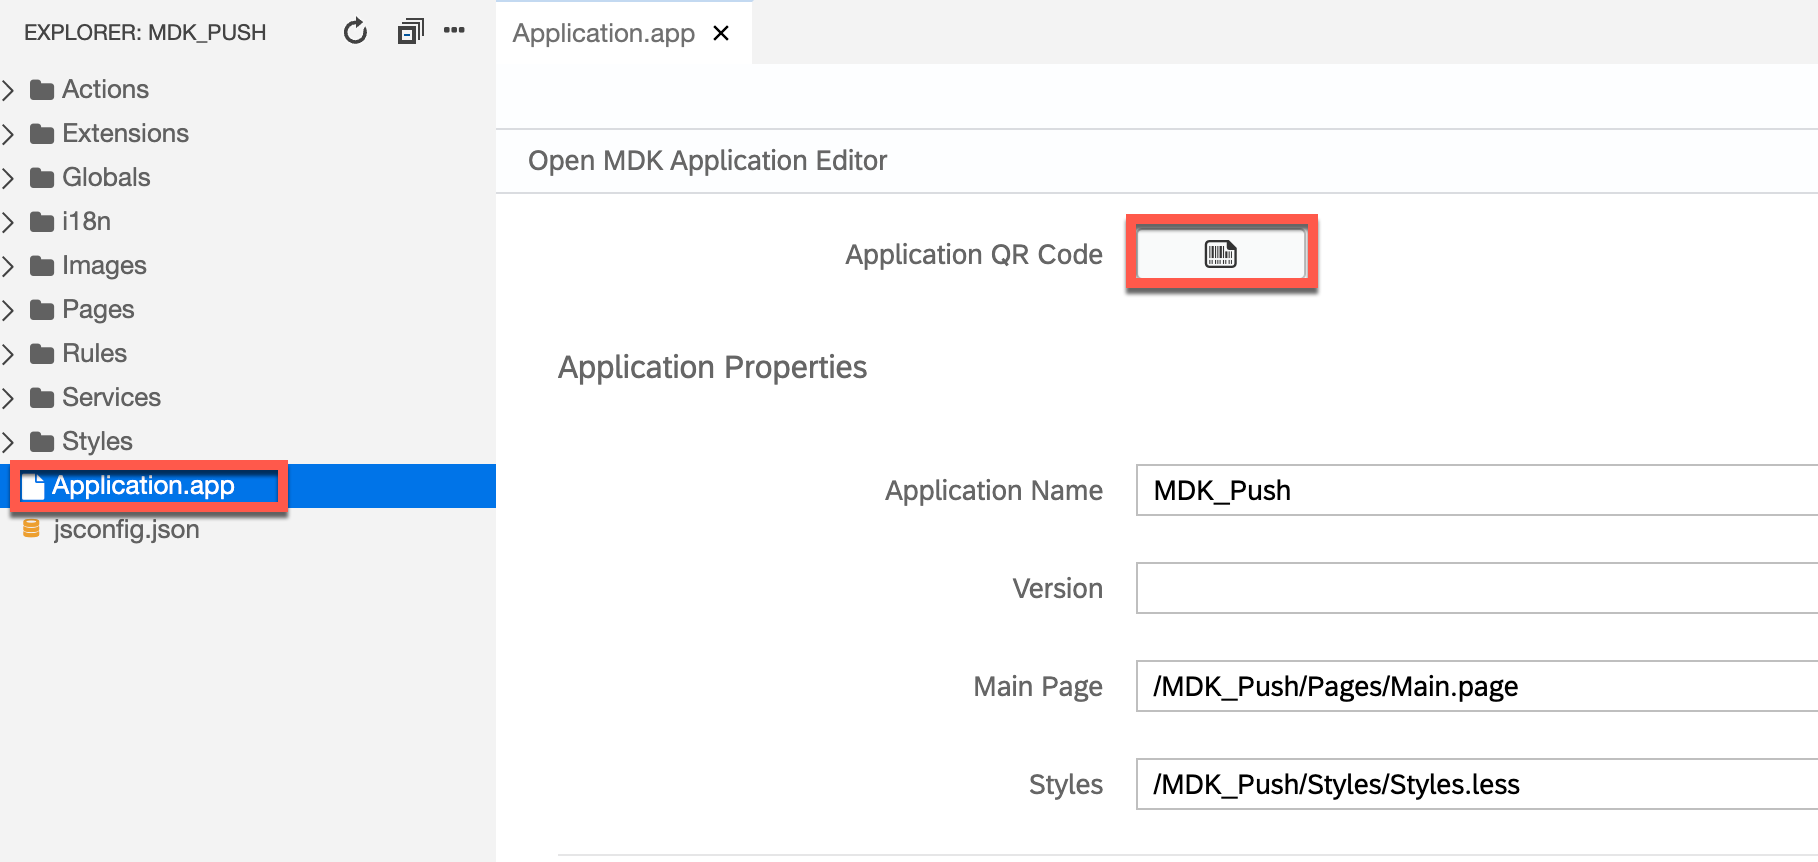 EXPLORER: MDK_PUSH
Actions
Extensions
Globals
i18n
Images
Pages
Rules
Services
Styles
Application.app
jsconfig.json
Application.app
Open MDK Application Editor
Application QR Code
Application Properties
Application Name MDK_Push
Version
Main Page /MDK_Push/Pages/Main.page
Styles /MDK_Push/Styles/Styles.less